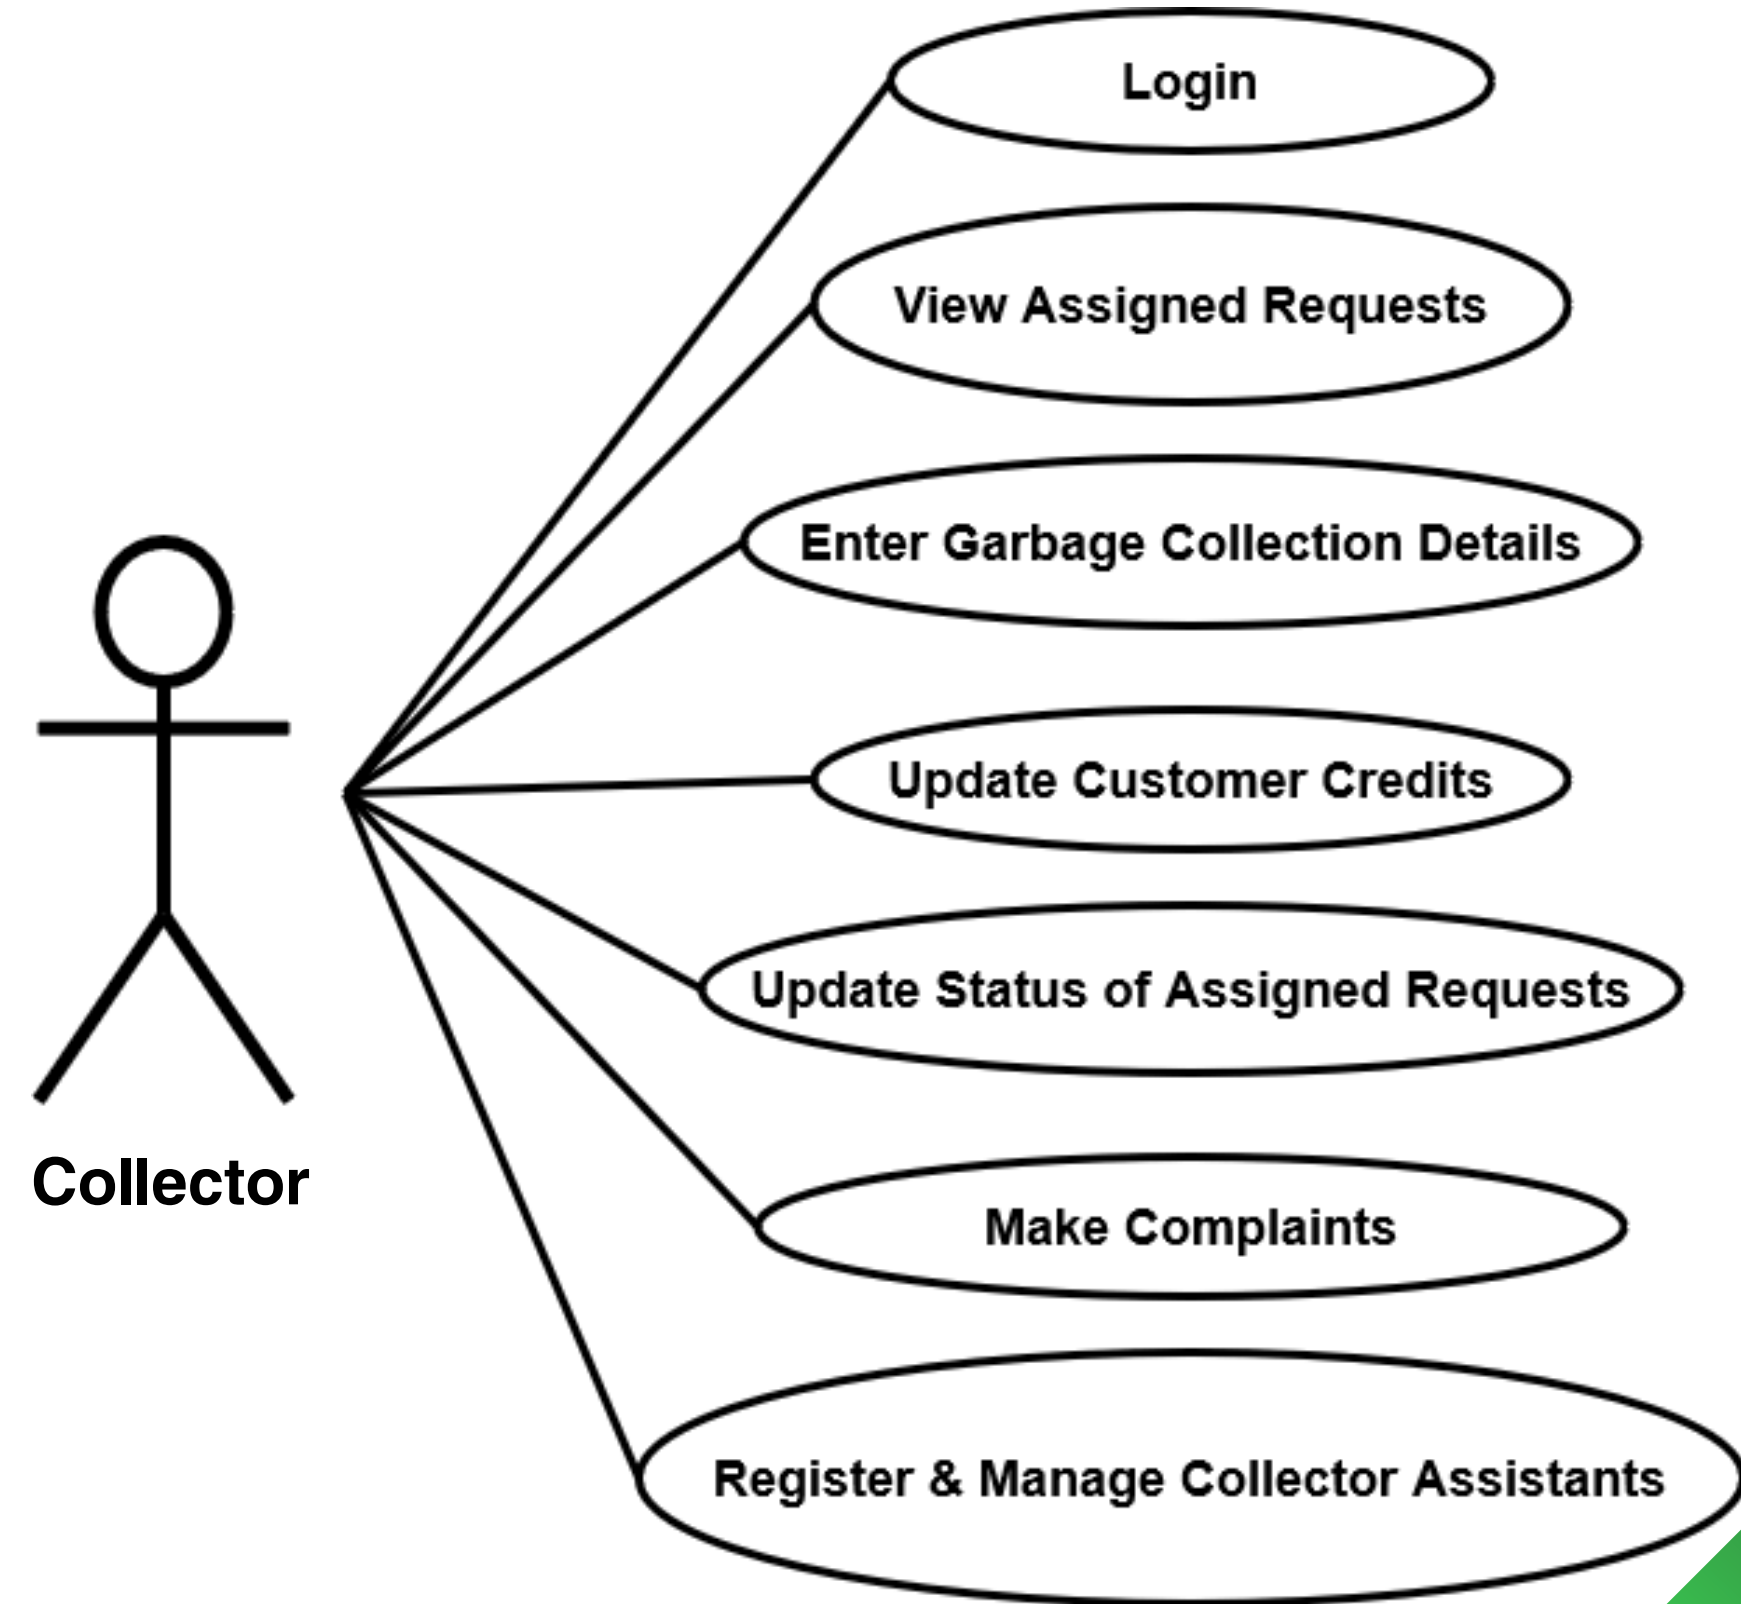 Login
View Assigned Requests
Enter Garbage Collection Details
Update Customer Credits
Update Status of Assigned Requests
Collector
Make Complaints
Register & Manage Collector Assistants